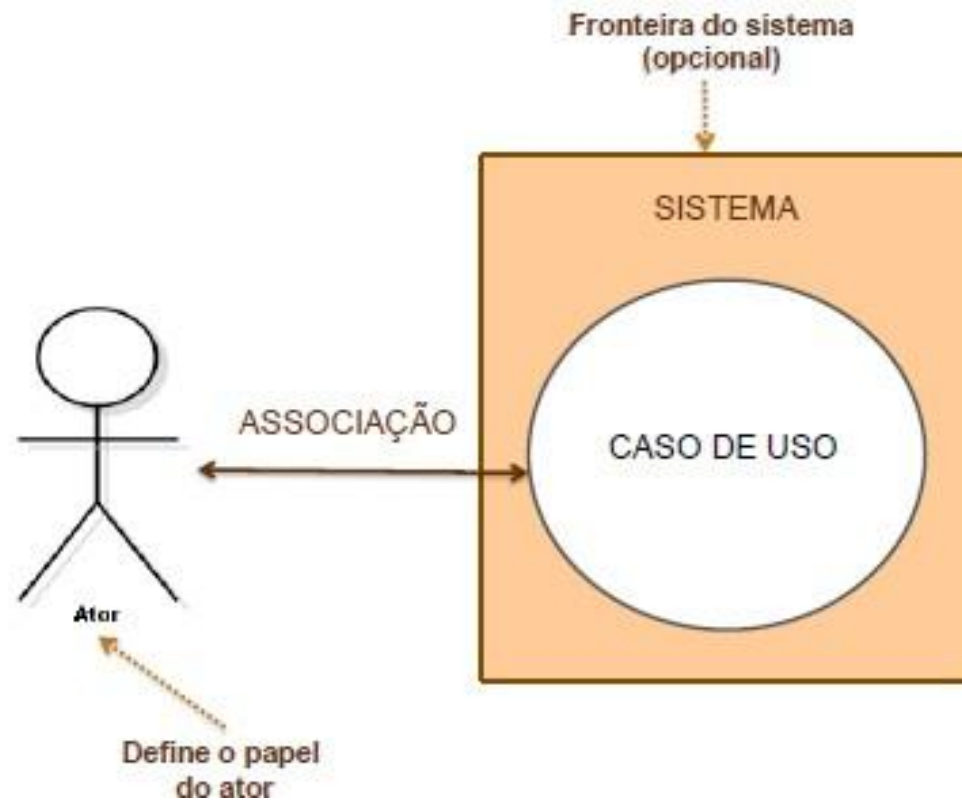 Fronteira do sistema
(opcional)
SISTEMA
ASSOCIAÇÃO
CASO DE USO
Ator
Define o papel
do ator